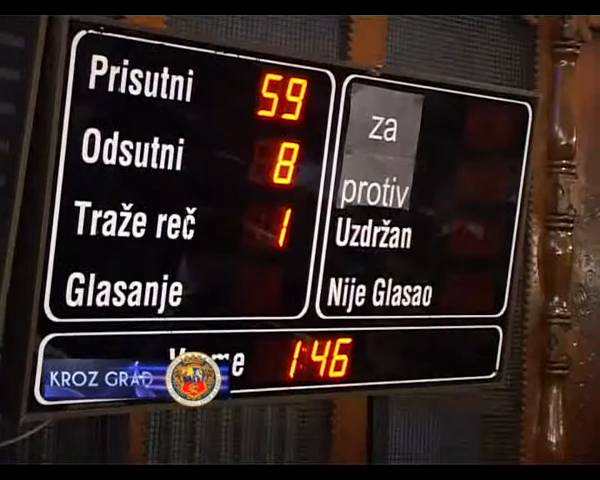 Prisutni 59
Odsutni 8
Traže reč 1
Glasanje
za
protiv
Uzdržan
Nije Glasao
1:46
KROZ GRAD